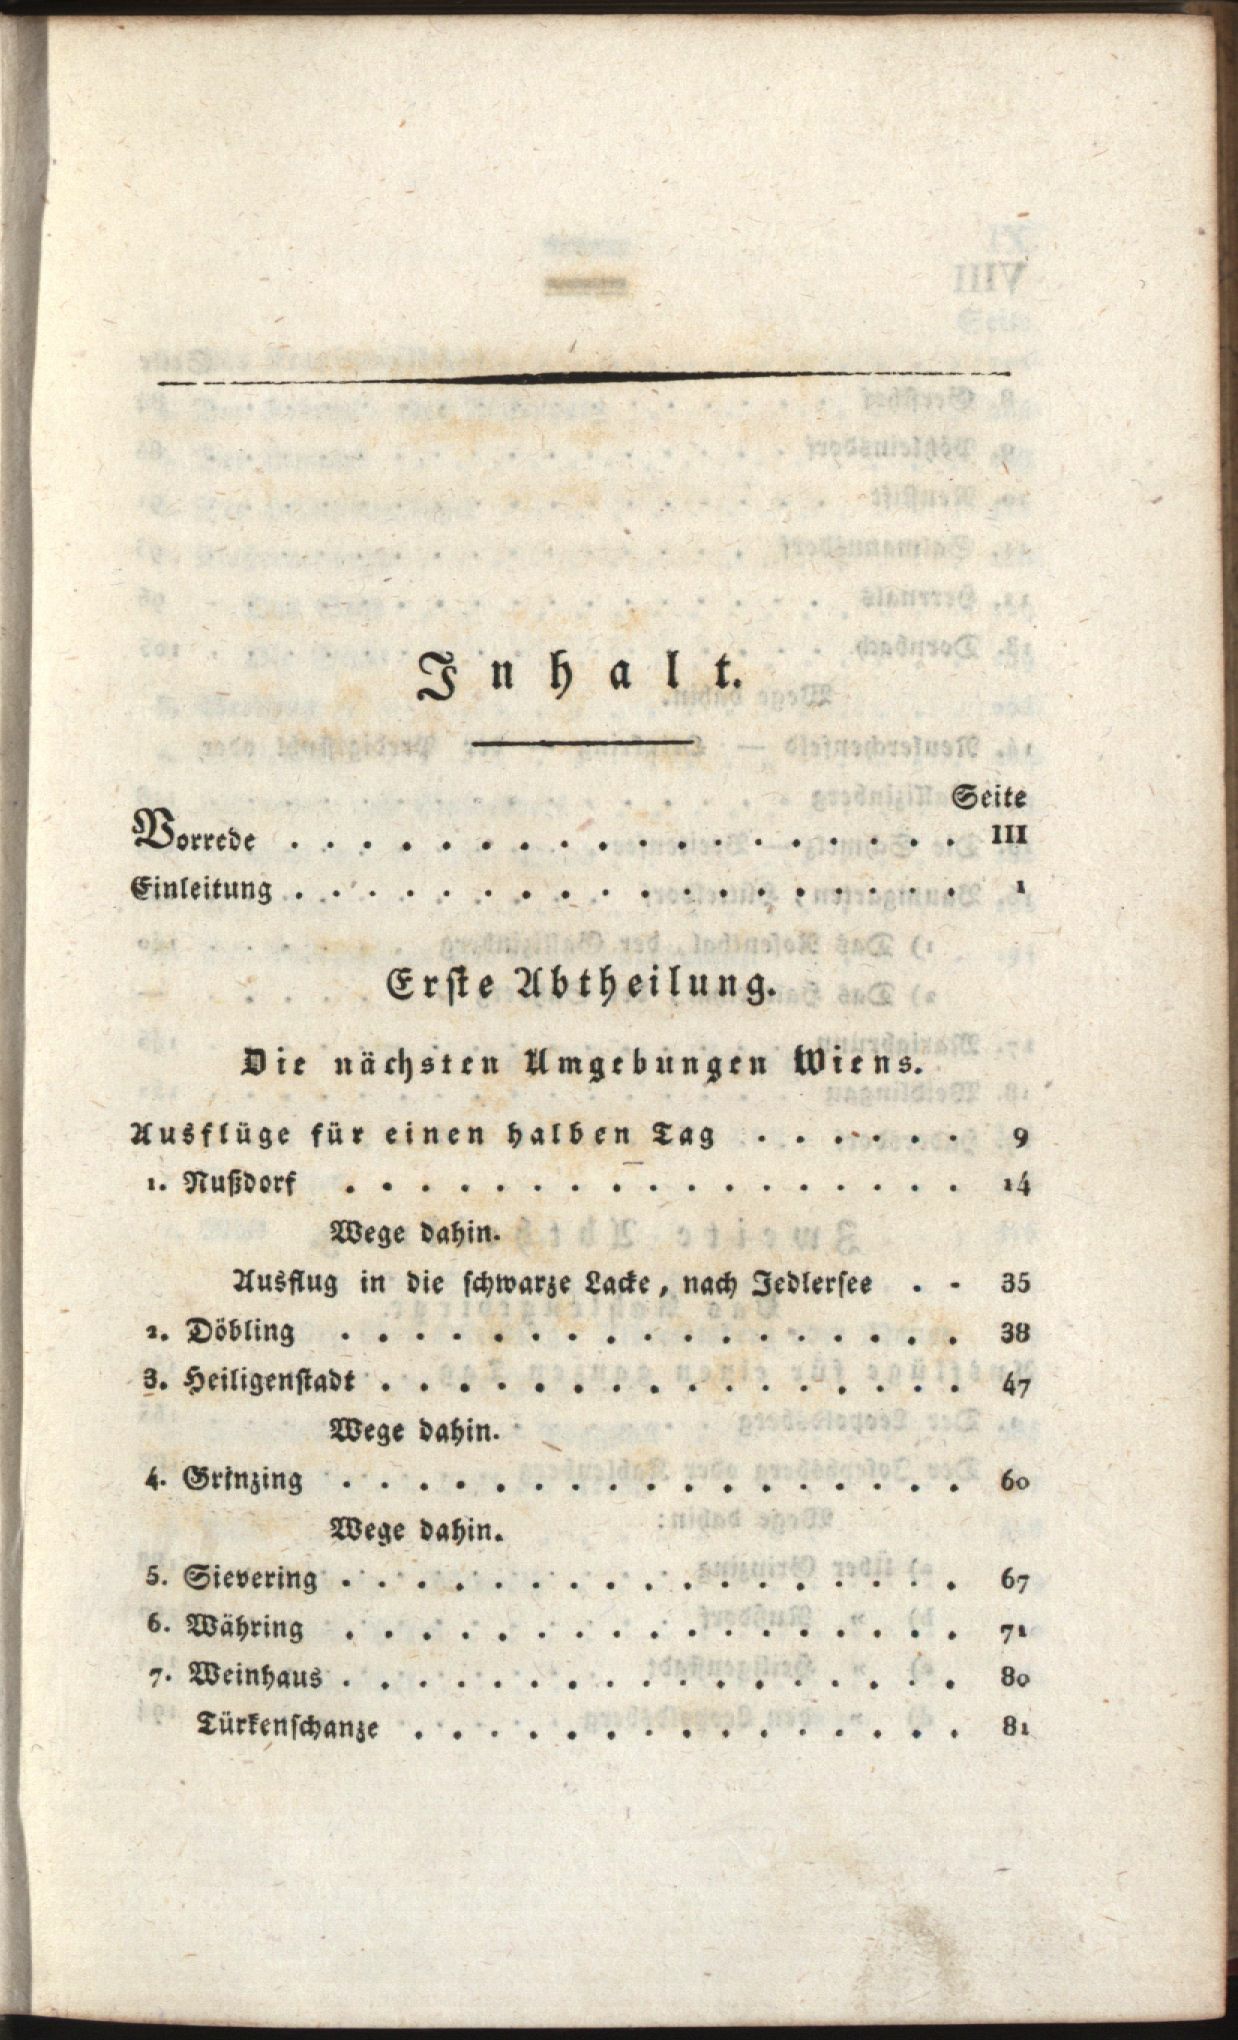 Inhalt.
Seite
Vorrede . . . . . . . . . . . . . . . . . . III
Einleitung . . . . . . . . . . . . . . . . . . 1
Erste Abtheilung.
Die nächsten Umgebungen Wiens.
Ausflüge für einen halben Tag . . . . . . 9
1. Nußdorf . . . . . . . . . . . . . . . . . 14
Wege dahin.
Ausflug in die schwarze Lacke, nach Jedlersee . . 35
2. Döbling . . . . . . . . . . . . . . . . . 38
3. Heiligenstadt . . . . . . . . . . . . . . . . 47
Wege dahin.
4. Grinzing . . . . . . . . . . . . . . . . . 60
Wege dahin.
5. Sievering . . . . . . . . . . . . . . . . . 67
6. Währing . . . . . . . . . . . . . . . . . 71
7. Weinhaus . . . . . . . . . . . . . . . . . 80
Türkenschanze . . . . . . . . . . . . . . . 81